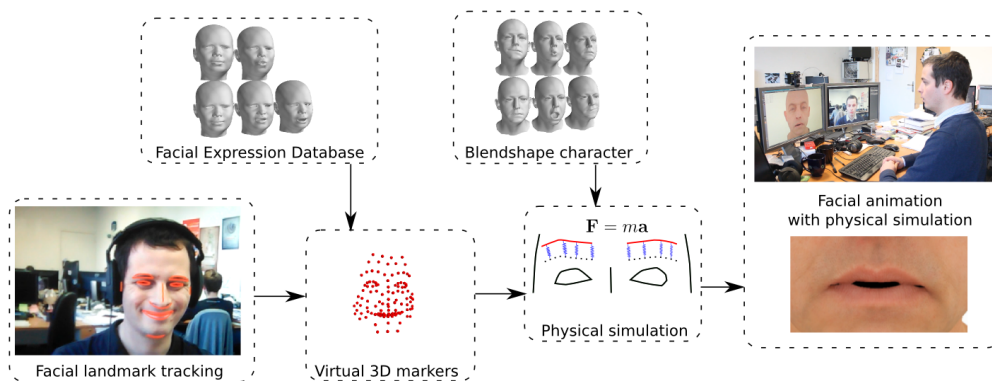 Facial Expression Database
Blendshape character
Facial landmark tracking
Virtual 3D markers
F = ma
Physical simulation
Facial animation
with physical simulation